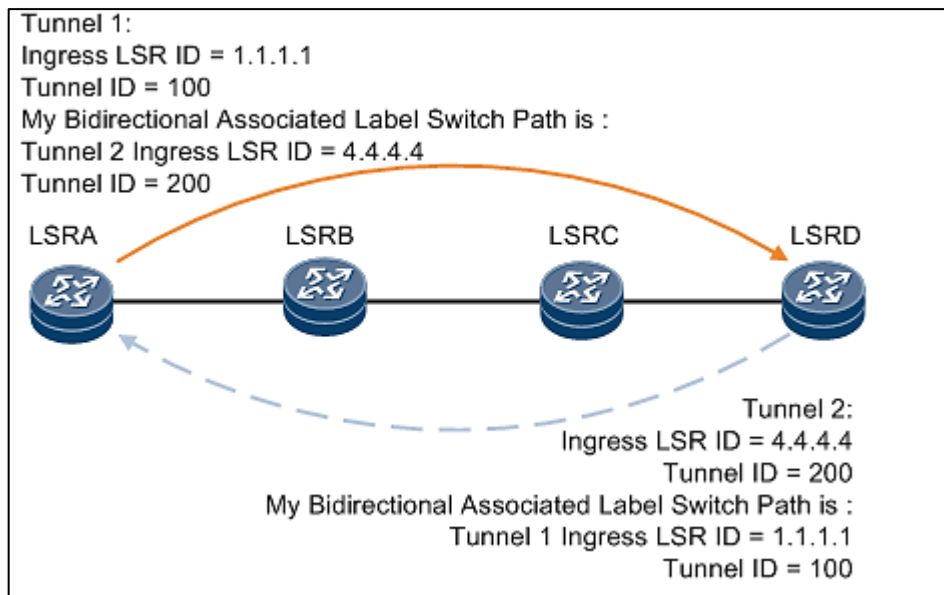 Tunnel 1:
Ingress LSR ID = 1.1.1.1
Tunnel ID = 100
My Bidirectional Associated Label Switch Path is :
Tunnel 2 Ingress LSR ID = 4.4.4.4
Tunnel ID = 200
LSRA LSRB LSRC LSRD
Tunnel 2:
Ingress LSR ID = 4.4.4.4
Tunnel ID = 200
My Bidirectional Associated Label Switch Path is :
Tunnel 1 Ingress LSR ID = 1.1.1.1
Tunnel ID = 100